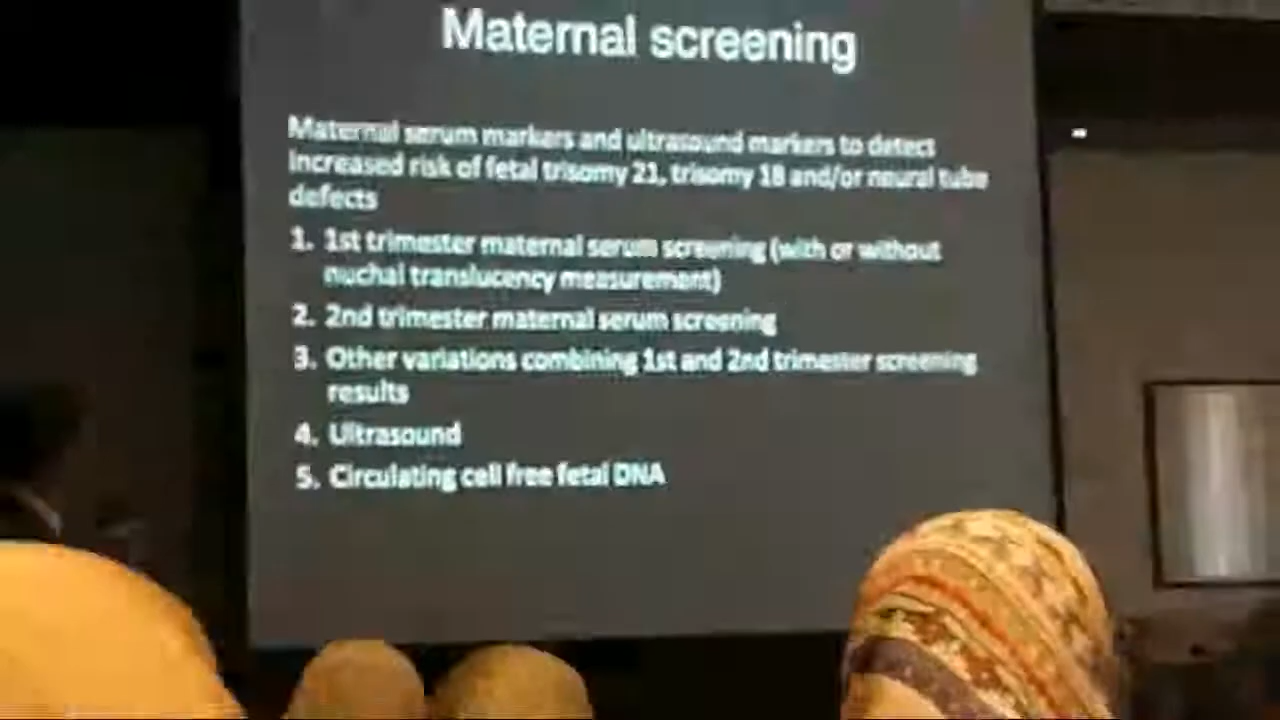 Maternal screening
Maternal serum markers and ultrasound markers to detect
increased risk of fetal trisomy 21, trisomy 18 and/or neural tube
defects
1. 1st trimester maternal serum screening (with or without
nuchal translucency measurement)
2. 2nd trimester maternal serum screening
3. Other variations combining 1st and 2nd trimester screening
results
4. Ultrasound
5. Circulating cell free fetal DNA